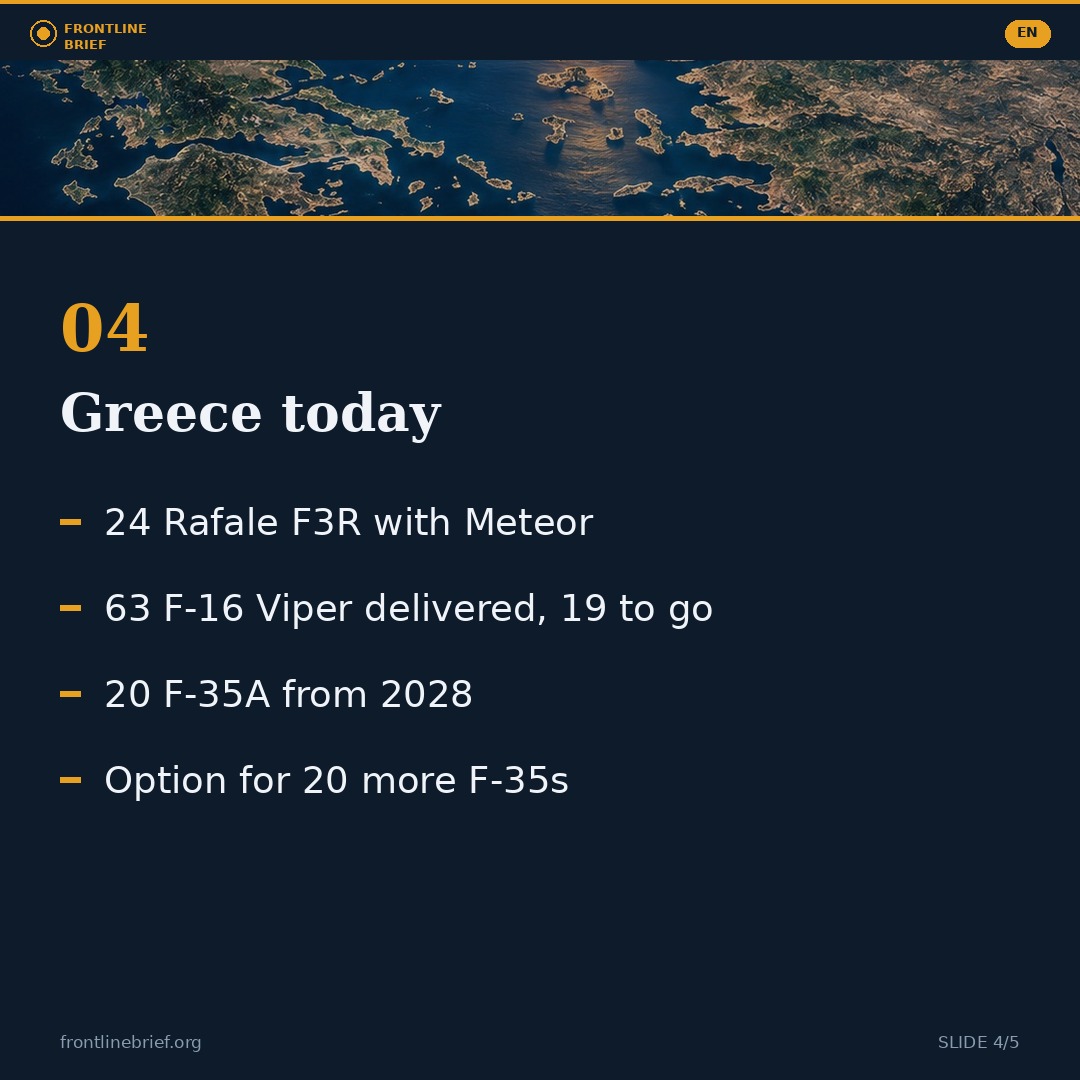 FRONTLINE
BRIEF
EN
04
Greece today
24 Rafale F3R with Meteor
63 F-16 Viper delivered, 19 to go
20 F-35A from 2028
Option for 20 more F-35s
frontlinebrief.org
SLIDE 4/5